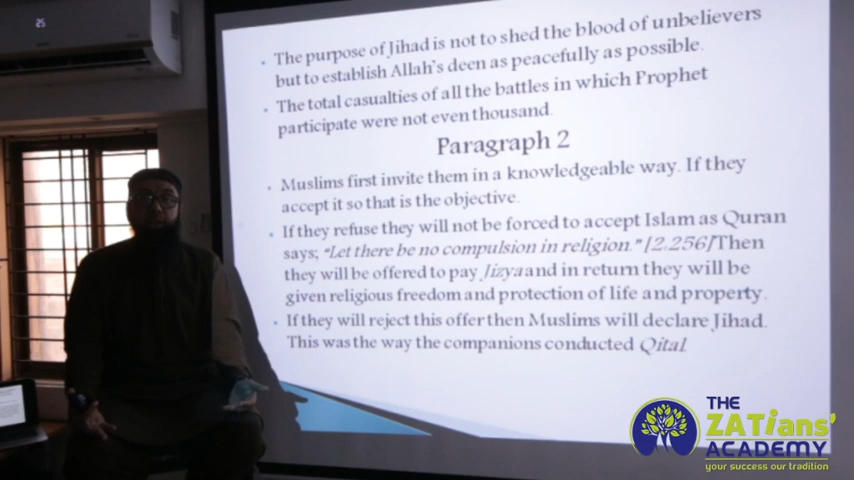 The purpose of Jihad is not to shed the blood of unbelievers
but to establish Allah's deen as peacefully as possible.
The total casualties of all the battles in which Prophet
participate were not even thousand.
Paragraph 2
Muslims first invite them in a knowledgeable way. If they
accept it so that is the objective.
If they refuse they will not be forced to accept Islam as Quran
says; "Let there be no compulsion in religion." [2.256]Then
they will be offered to pay Jizya and in return they will be
given religious freedom and protection of life and property.
If they will reject this offer then Muslims will declare Jihad.
This was the way the companions conducted Qital.
THE
ZATians'
ACADEMY
your success our tradition